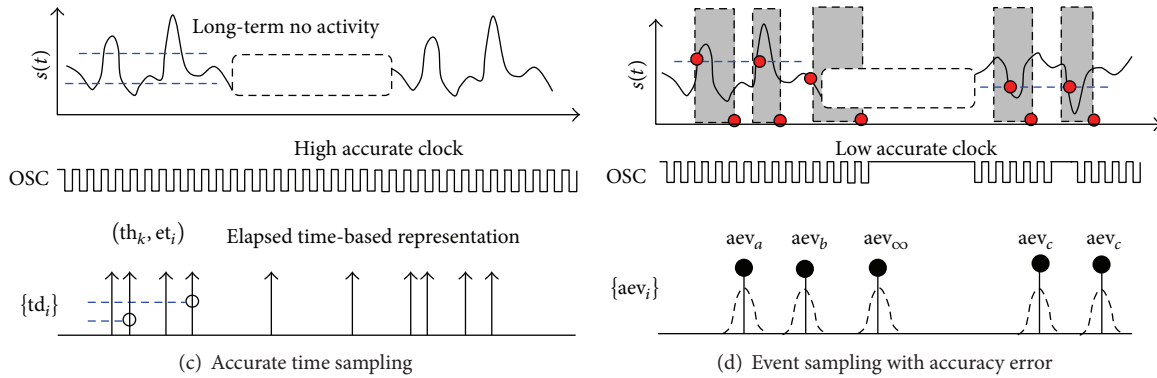 Long-term no activity
s(t)
High accurate clock
OSC
(th_k, et_i)
Elapsed time-based representation
{td_i}
(c) Accurate time sampling
s(t)
Low accurate clock
OSC
aev_a aev_b aev_∞ aev_c aev_c
{aev_i}
(d) Event sampling with accuracy error